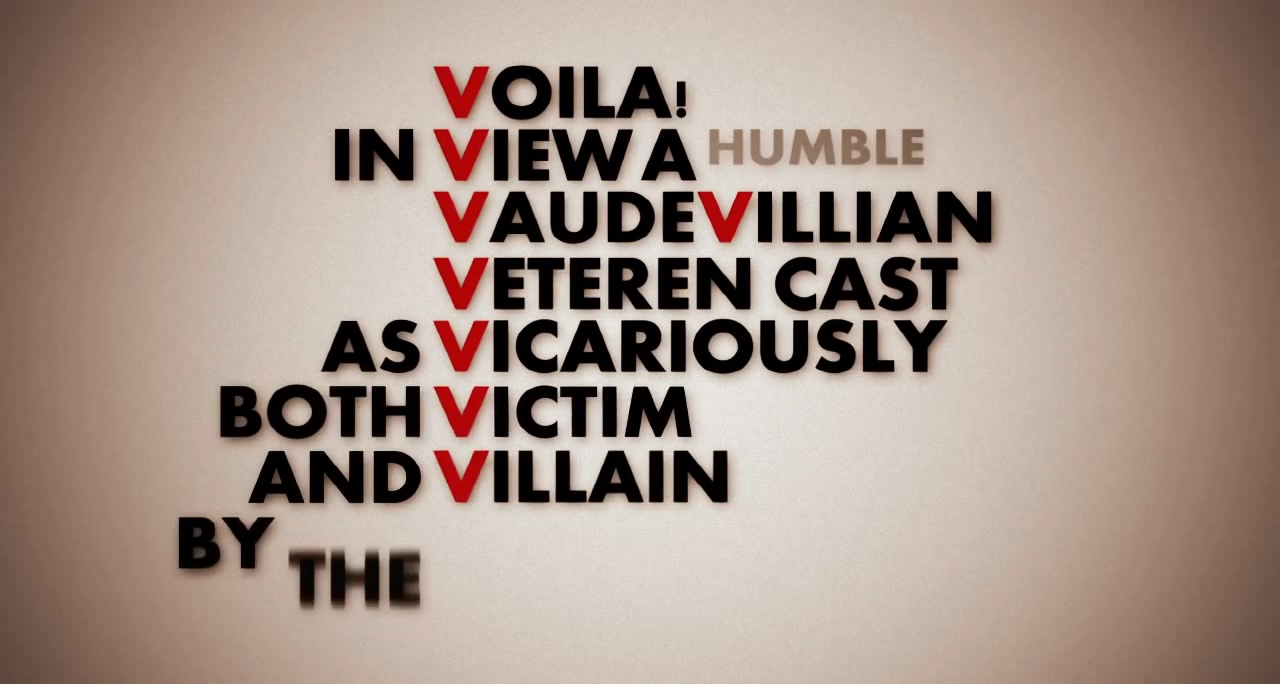 VOILA!
IN VIEW A HUMBLE
VAUDEVILLIAN
VETEREN CAST
AS VICARIOUSLY
BOTH VICTIM
AND VILLAIN
BY THE